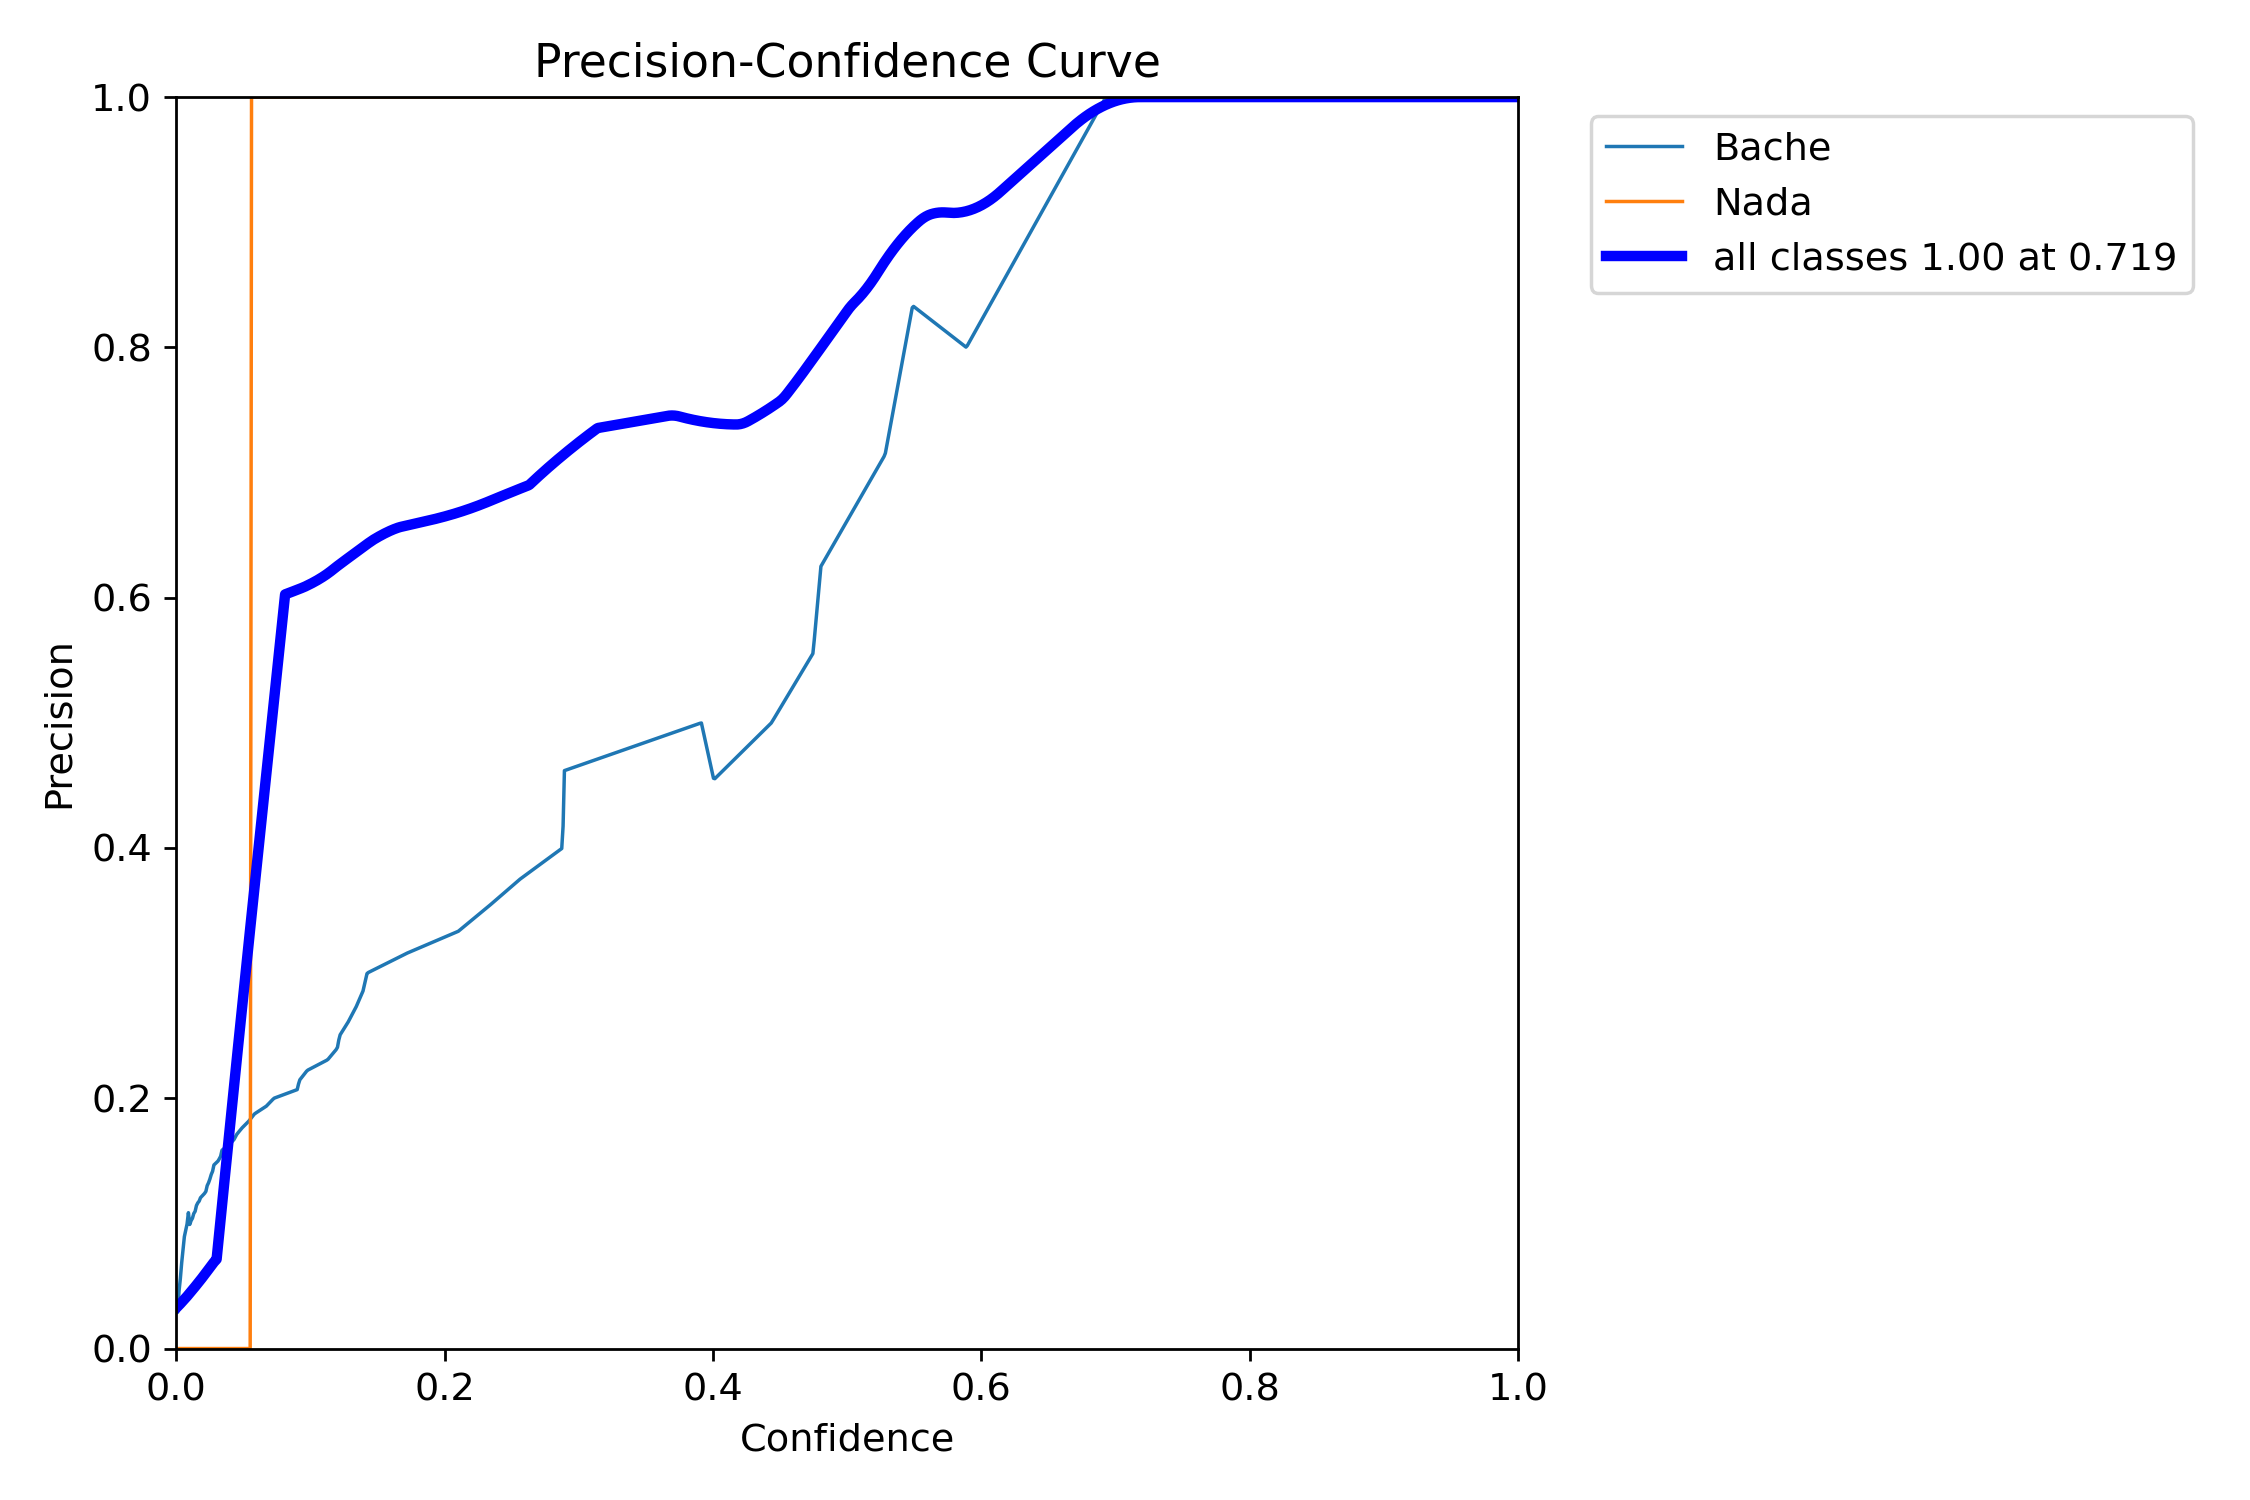 Precision-Confidence Curve
1.0
0.8
0.6
0.4
0.2
0.0
Precision
0.0 0.2 0.4 0.6 0.8 1.0
Confidence
Bache
Nada
all classes 1.00 at 0.719